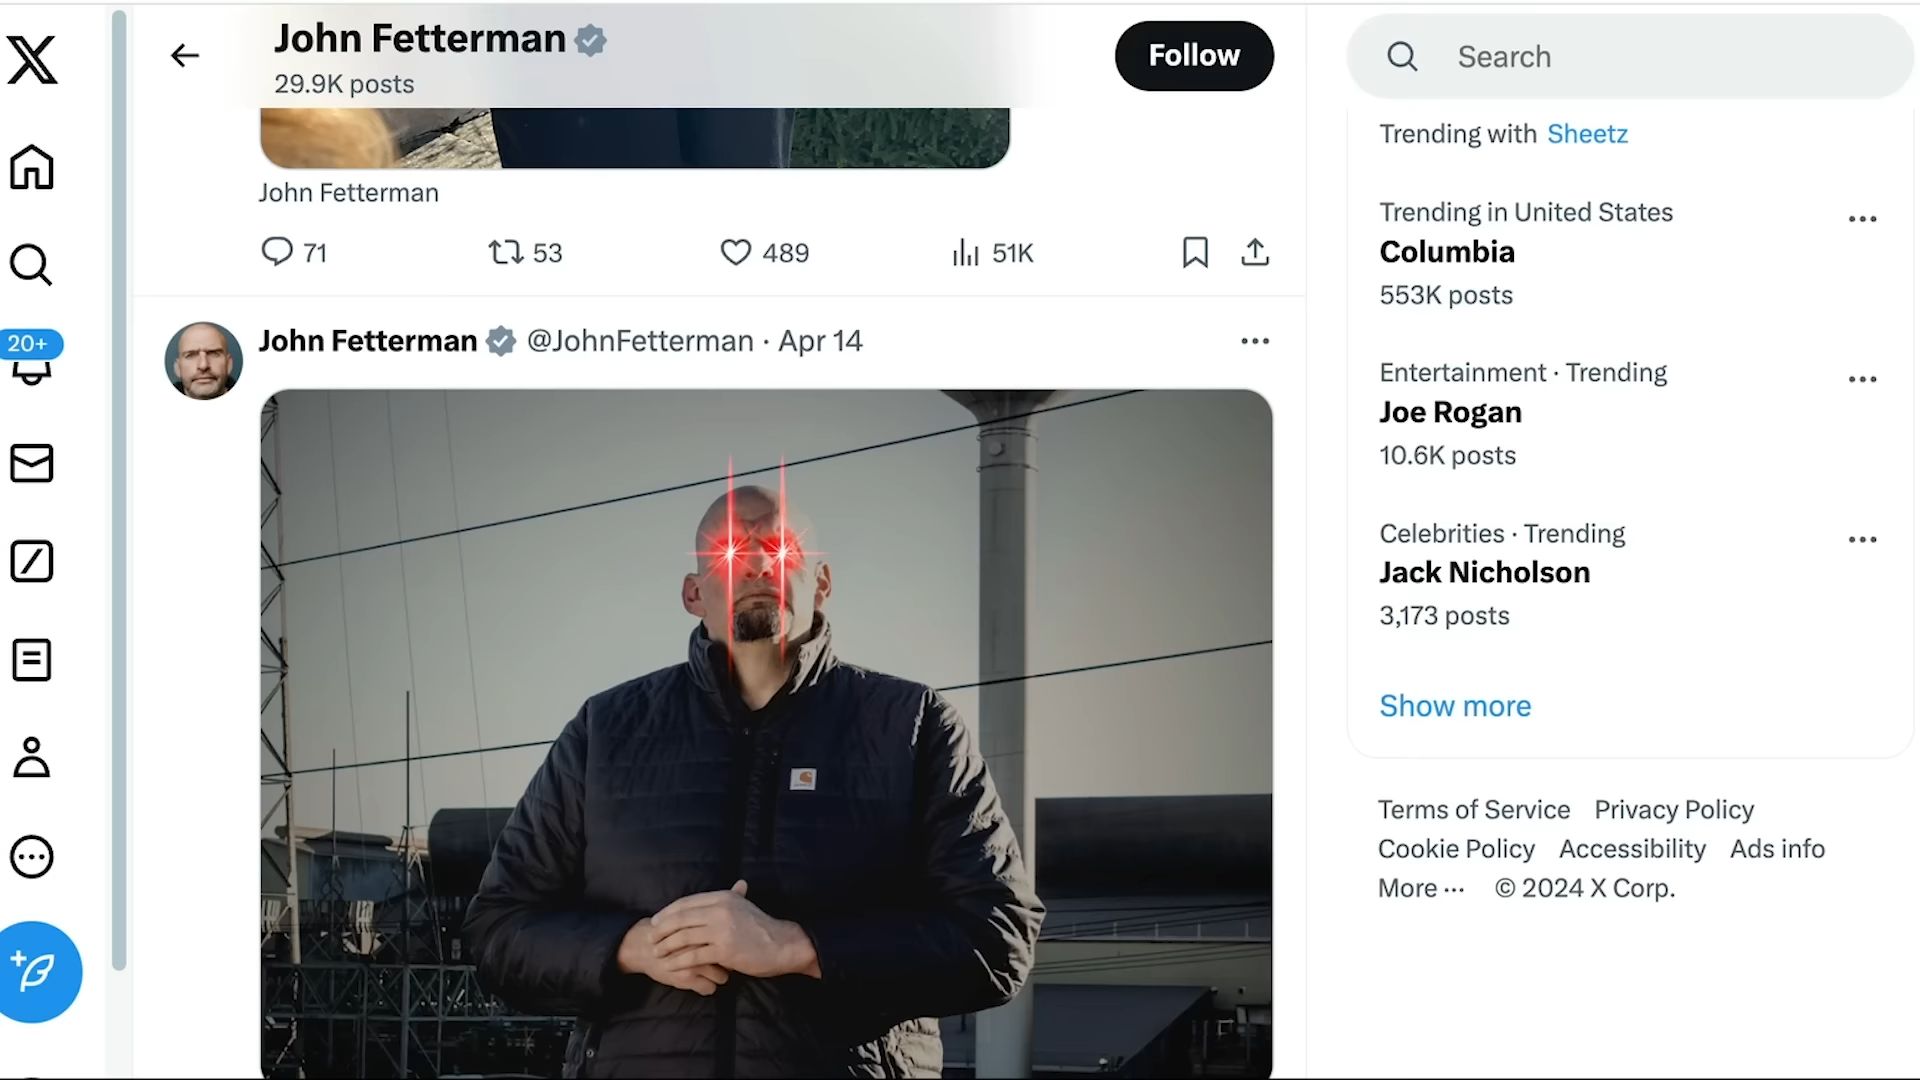 John Fetterman
29.9K posts
Follow
John Fetterman
71 53 489 51K
John Fetterman @JohnFetterman · Apr 14
20+
Search
Trending with Sheetz
Trending in United States
Columbia
553K posts
Entertainment · Trending
Joe Rogan
10.6K posts
Celebrities · Trending
Jack Nicholson
3,173 posts
Show more
Terms of Service Privacy Policy
Cookie Policy Accessibility Ads info
More ··· © 2024 X Corp.